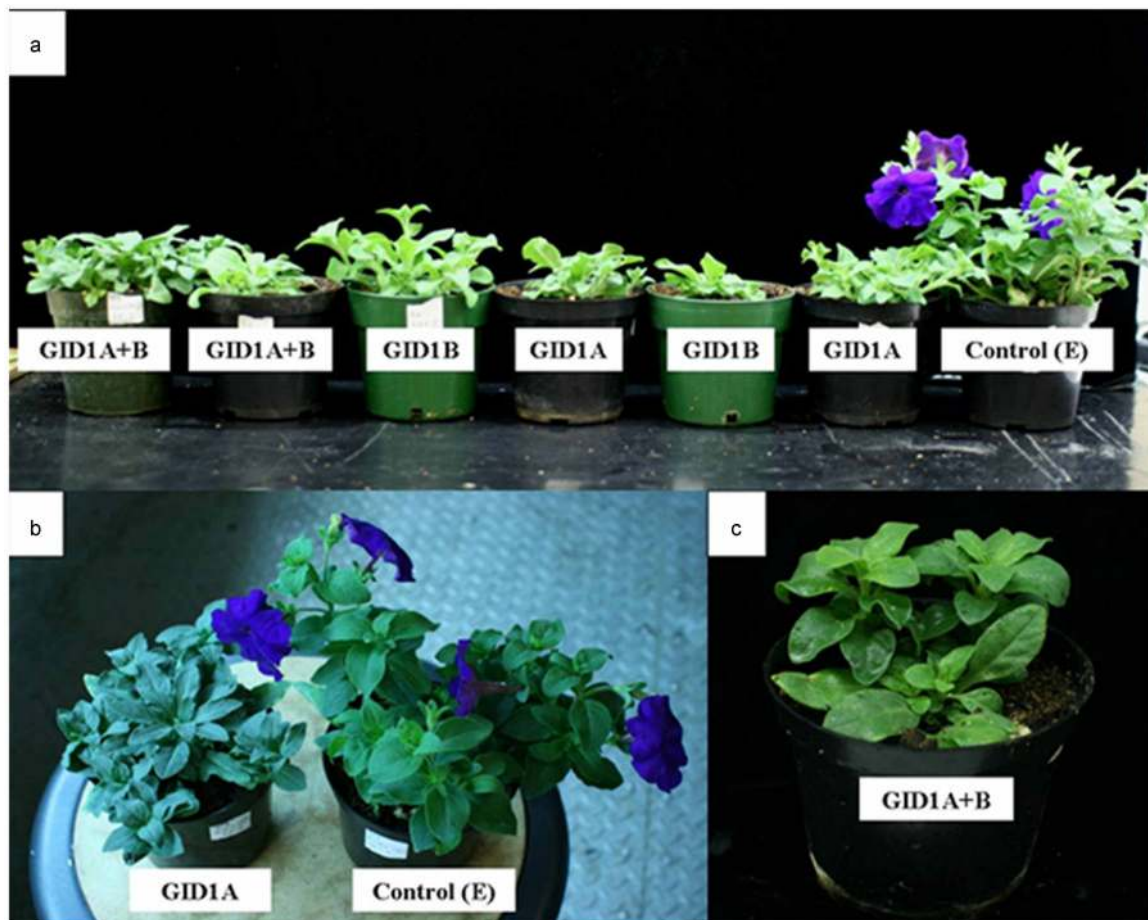 a
GID1A+B
GID1A+B
GID1B
GID1A
GID1B
GID1A
Control (E)
b
GID1A
Control (E)
c
GID1A+B